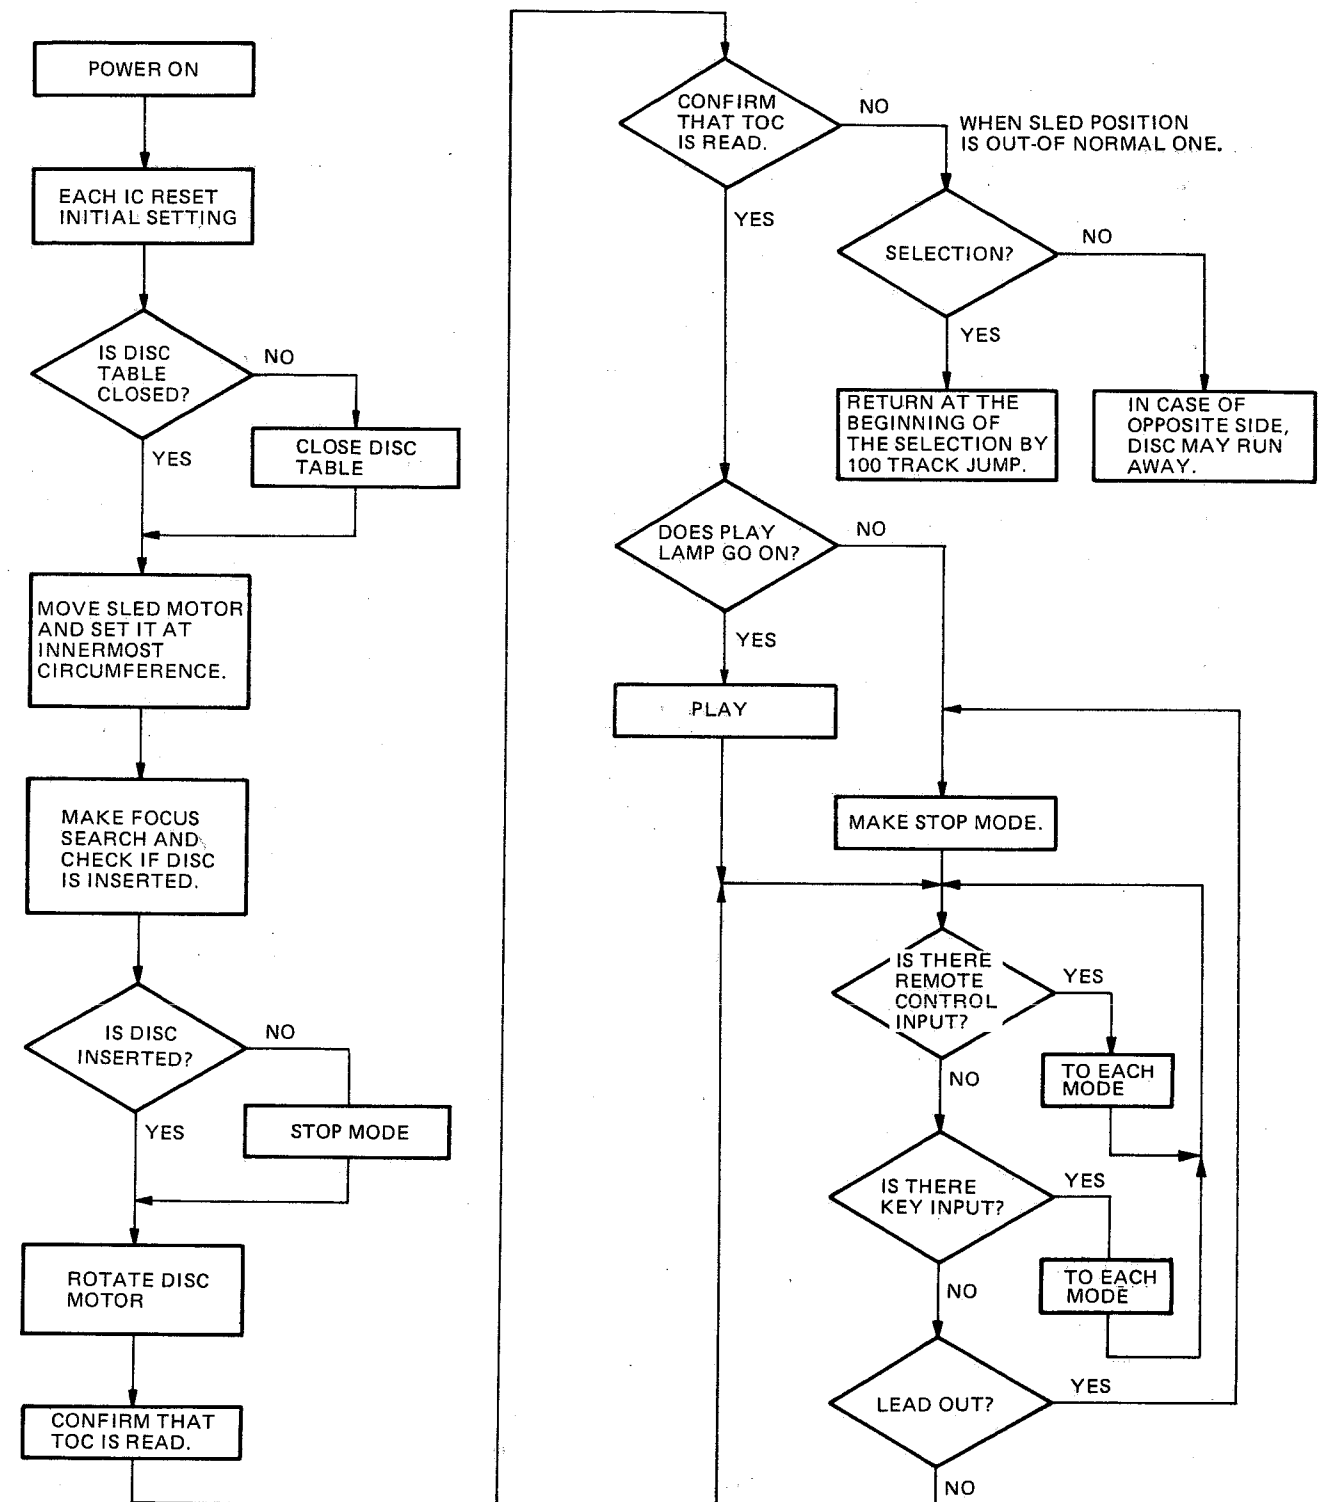 POWER ON
EACH IC RESET
INITIAL SETTING
IS DISC
TABLE
CLOSED?
NO
YES
CLOSE DISC
TABLE
MOVE SLED MOTOR
AND SET IT AT
INNERMOST
CIRCUMFERENCE.
MAKE FOCUS
SEARCH AND
CHECK IF DISC
IS INSERTED.
IS DISC
INSERTED?
NO
YES
STOP MODE
ROTATE DISC
MOTOR
CONFIRM THAT
TOC IS READ.
CONFIRM
THAT TOC
IS READ.
NO
YES
WHEN SLED POSITION
IS OUT-OF NORMAL ONE.
SELECTION?
NO
YES
RETURN AT THE
BEGINNING OF
THE SELECTION BY
100 TRACK JUMP.
IN CASE OF
OPPOSITE SIDE,
DISC MAY RUN
AWAY.
DOES PLAY
LAMP GO ON?
NO
YES
PLAY
MAKE STOP MODE.
IS THERE
REMOTE
CONTROL
INPUT?
YES
NO
TO EACH
MODE
IS THERE
KEY INPUT?
YES
NO
TO EACH
MODE
LEAD OUT?
YES
NO